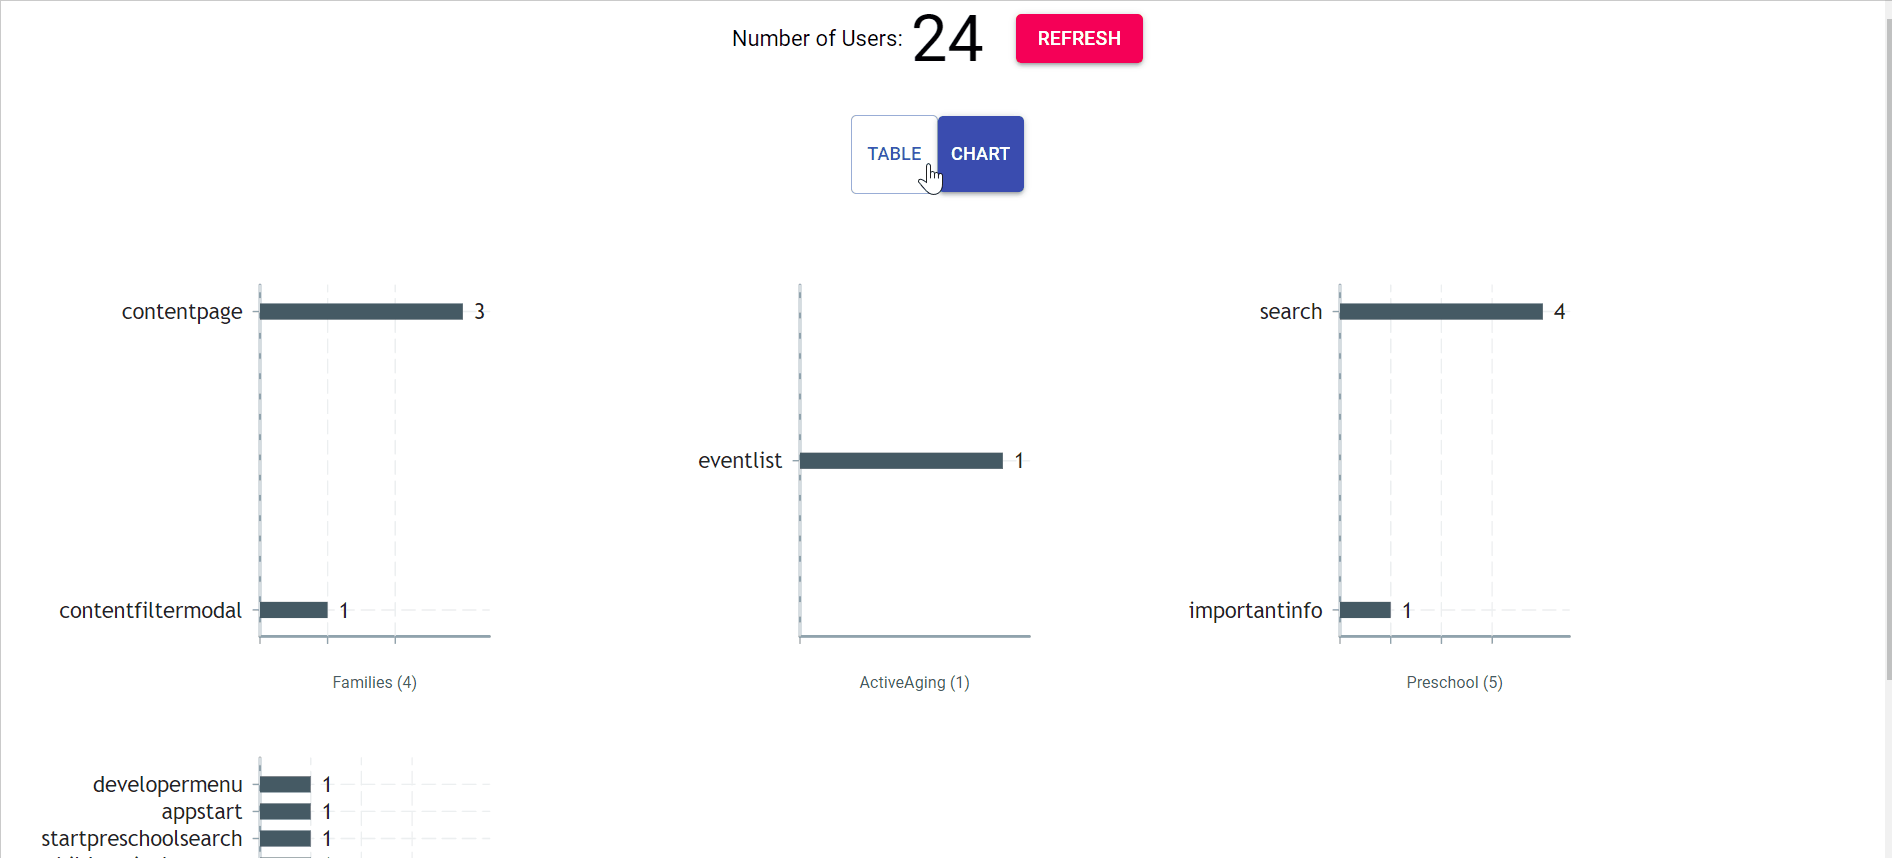 Number of Users: 24 REFRESH
TABLE CHART
contentpage 3
contentfiltermodal 1
Families (4)
eventlist 1
ActiveAging (1)
search 4
importantinfo 1
Preschool (5)
developermenu 1
appstart 1
startpreschoolsearch 1